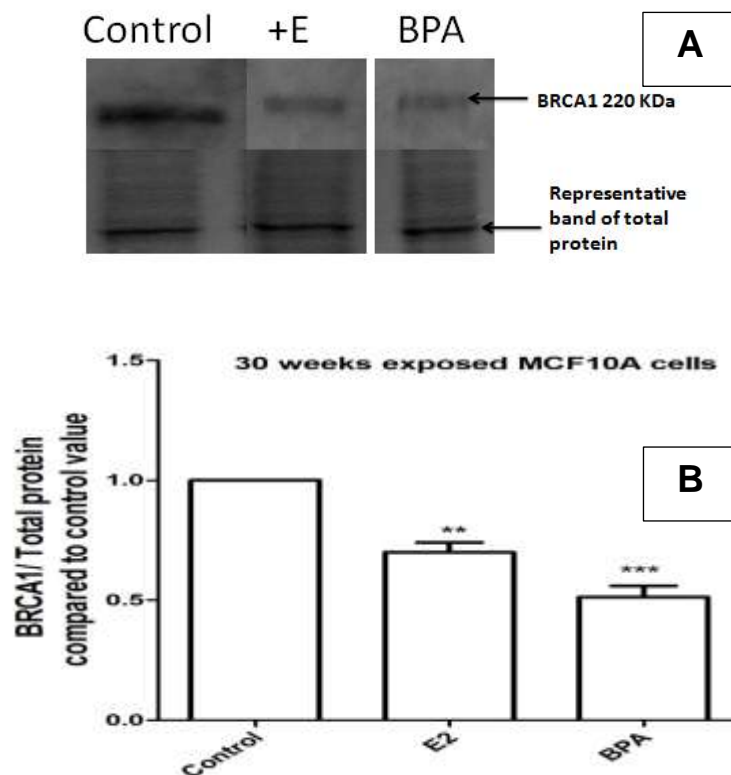 Control +E BPA
A
BRCA1 220 KDa
Representative
band of total
protein
1.5
30 weeks exposed MCF10A cells
BRCA1/ Total protein
compared to control value
1.0
B
**
***
0.5
0.0
Control E2 BPA